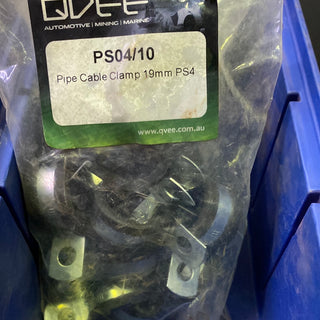 QVEE
AUTOMOTIVE | MINING | MARINE
PS04/10
Pipe Cable Clamp 19mm PS4
www.qvee.com.au